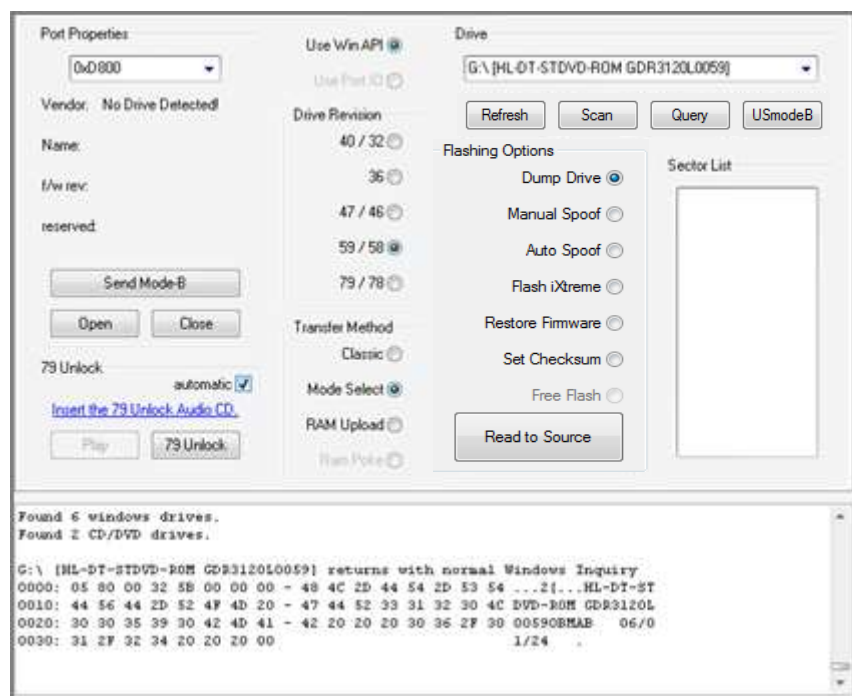 Port Properties
0xD800
Vendor: No Drive Detected!
Name:
f/w rev:
reserved:
Send Mode-B
Open
Close
79 Unlock
automatic
Insert the 79 Unlock Audio CD.
Play
79 Unlock
Use Win API
Use Port IO
Drive Revision
40 / 32
36
47 / 46
59 / 58
79 / 78
Transfer Method
Classic
Mode Select
RAM Upload
Ram Poke
Drive
G:\ [HL-DT-STDVD-ROM GDR3120L0059]
Refresh
Scan
Query
USmodeB
Flashing Options
Dump Drive
Manual Spoof
Auto Spoof
Flash iXtreme
Restore Firmware
Set Checksum
Free Flash
Read to Source
Sector List
Found 6 windows drives.
Found 2 CD/DVD drives.
G:\ [HL-DT-STDVD-ROM GDR3120L0059] returns with normal Windows Inquiry
0000: 05 80 00 32 5B 00 00 00 - 48 4C 2D 44 54 2D 53 54 ...2[...HL-DT-ST
0010: 44 56 44 2D 52 4F 4D 20 - 47 44 52 33 31 32 30 4C DVD-ROM GDR3120L
0020: 30 30 35 39 30 42 4D 41 - 42 20 20 20 30 36 2F 30 00590BMAB   06/0
0030: 31 2F 32 34 20 20 20 00 1/24   .